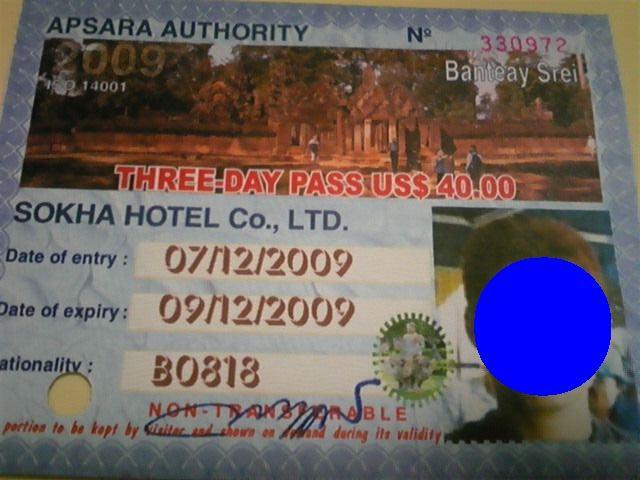 APSARA AUTHORITY Nº 330972
2009
ISO 14001
Banteay Srei
THREE-DAY PASS US$ 40.00
SOKHA HOTEL Co., LTD.
Date of entry : 07/12/2009
Date of expiry : 09/12/2009
ationality : B0818
NON-TRANSFERABLE
portion to be kept by visitor and shown on demand during its validity